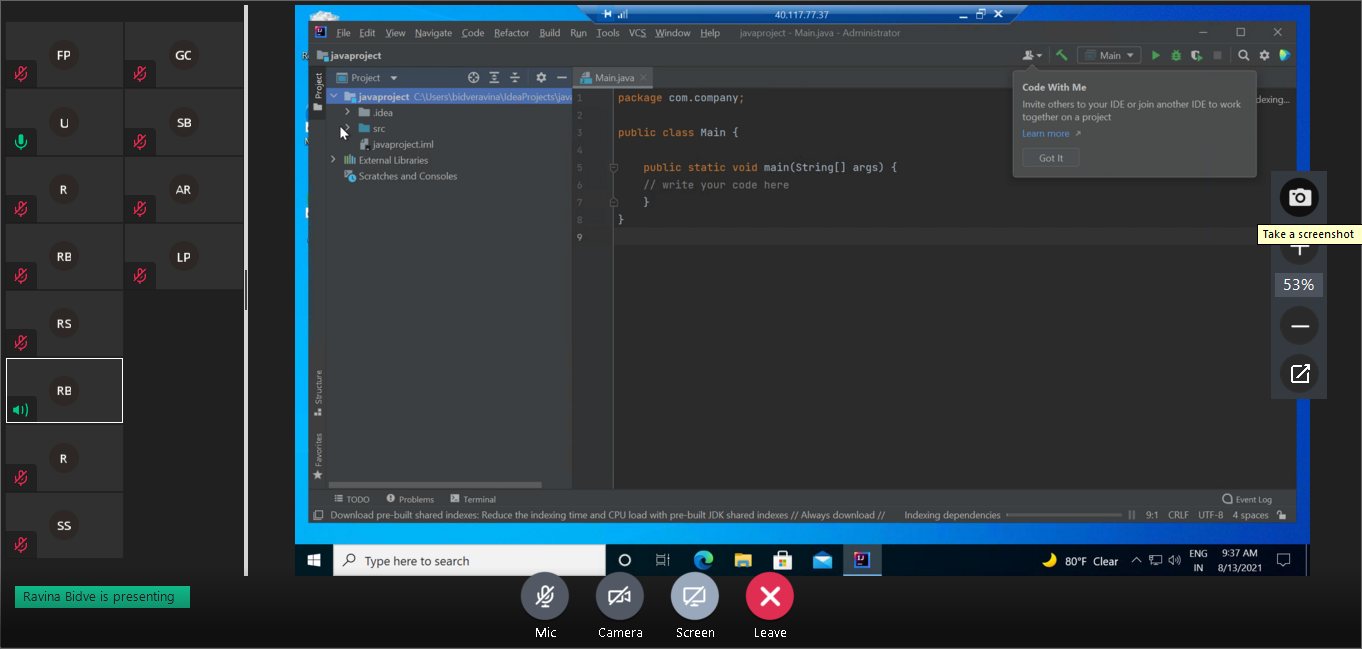 FP
GC
U
SB
R
AR
RB
LP
RS
RB
R
SS
Ravina Bidve is presenting
40.117.77.37
File Edit View Navigate Code Refactor Build Run Tools VCS Window Help javaproject - Main.java - Administrator
javaproject
Main
Project
Project
Main.java
javaproject C:\Users\bidveravina\IdeaProjects\java
.idea
src
javaproject.iml
External Libraries
Scratches and Consoles
1 package com.company;
2
3 public class Main {
4
5 public static void main(String[] args) {
6 // write your code here
7 }
8 }
9
Code With Me
Invite others to your IDE or join another IDE to work
together on a project
Learn more
Got It
dexing...
Structure
Favorites
TODO Problems Terminal Event Log
Download pre-built shared indexes: Reduce the indexing time and CPU load with pre-built JDK shared indexes // Always download // Indexing dependencies 9:1 CRLF UTF-8 4 spaces
Type here to search
80°F Clear
ENG
IN
9:37 AM
8/13/2021
Take a screenshot
53%
Mic Camera Screen Leave